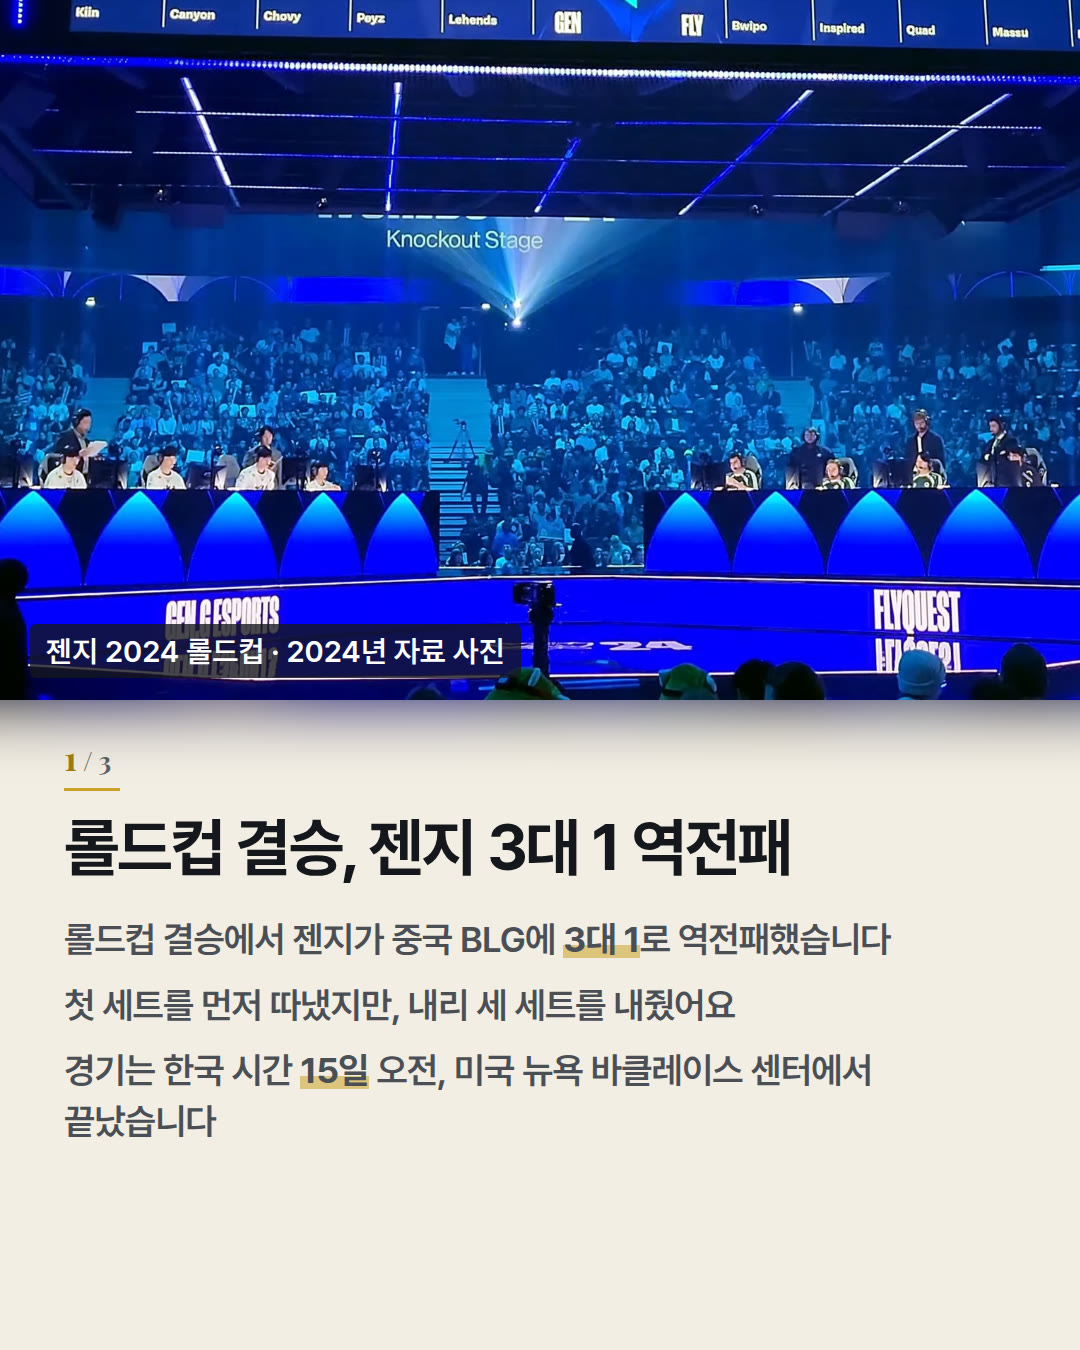 Kiin Canyon Chovy Peyz Lehends GEN FLY Bwipo Inspired Quad Massu
Knockout Stage
GEN.G ESPORTS
FLYQUEST
젠지 2024 롤드컵 · 2024년 자료 사진
1 / 3
롤드컵 결승, 젠지 3대 1 역전패
롤드컵 결승에서 젠지가 중국 BLG에 3대 1로 역전패했습니다
첫 세트를 먼저 따냈지만, 내리 세 세트를 내줬어요
경기는 한국 시간 15일 오전, 미국 뉴욕 바클레이스 센터에서
끝났습니다